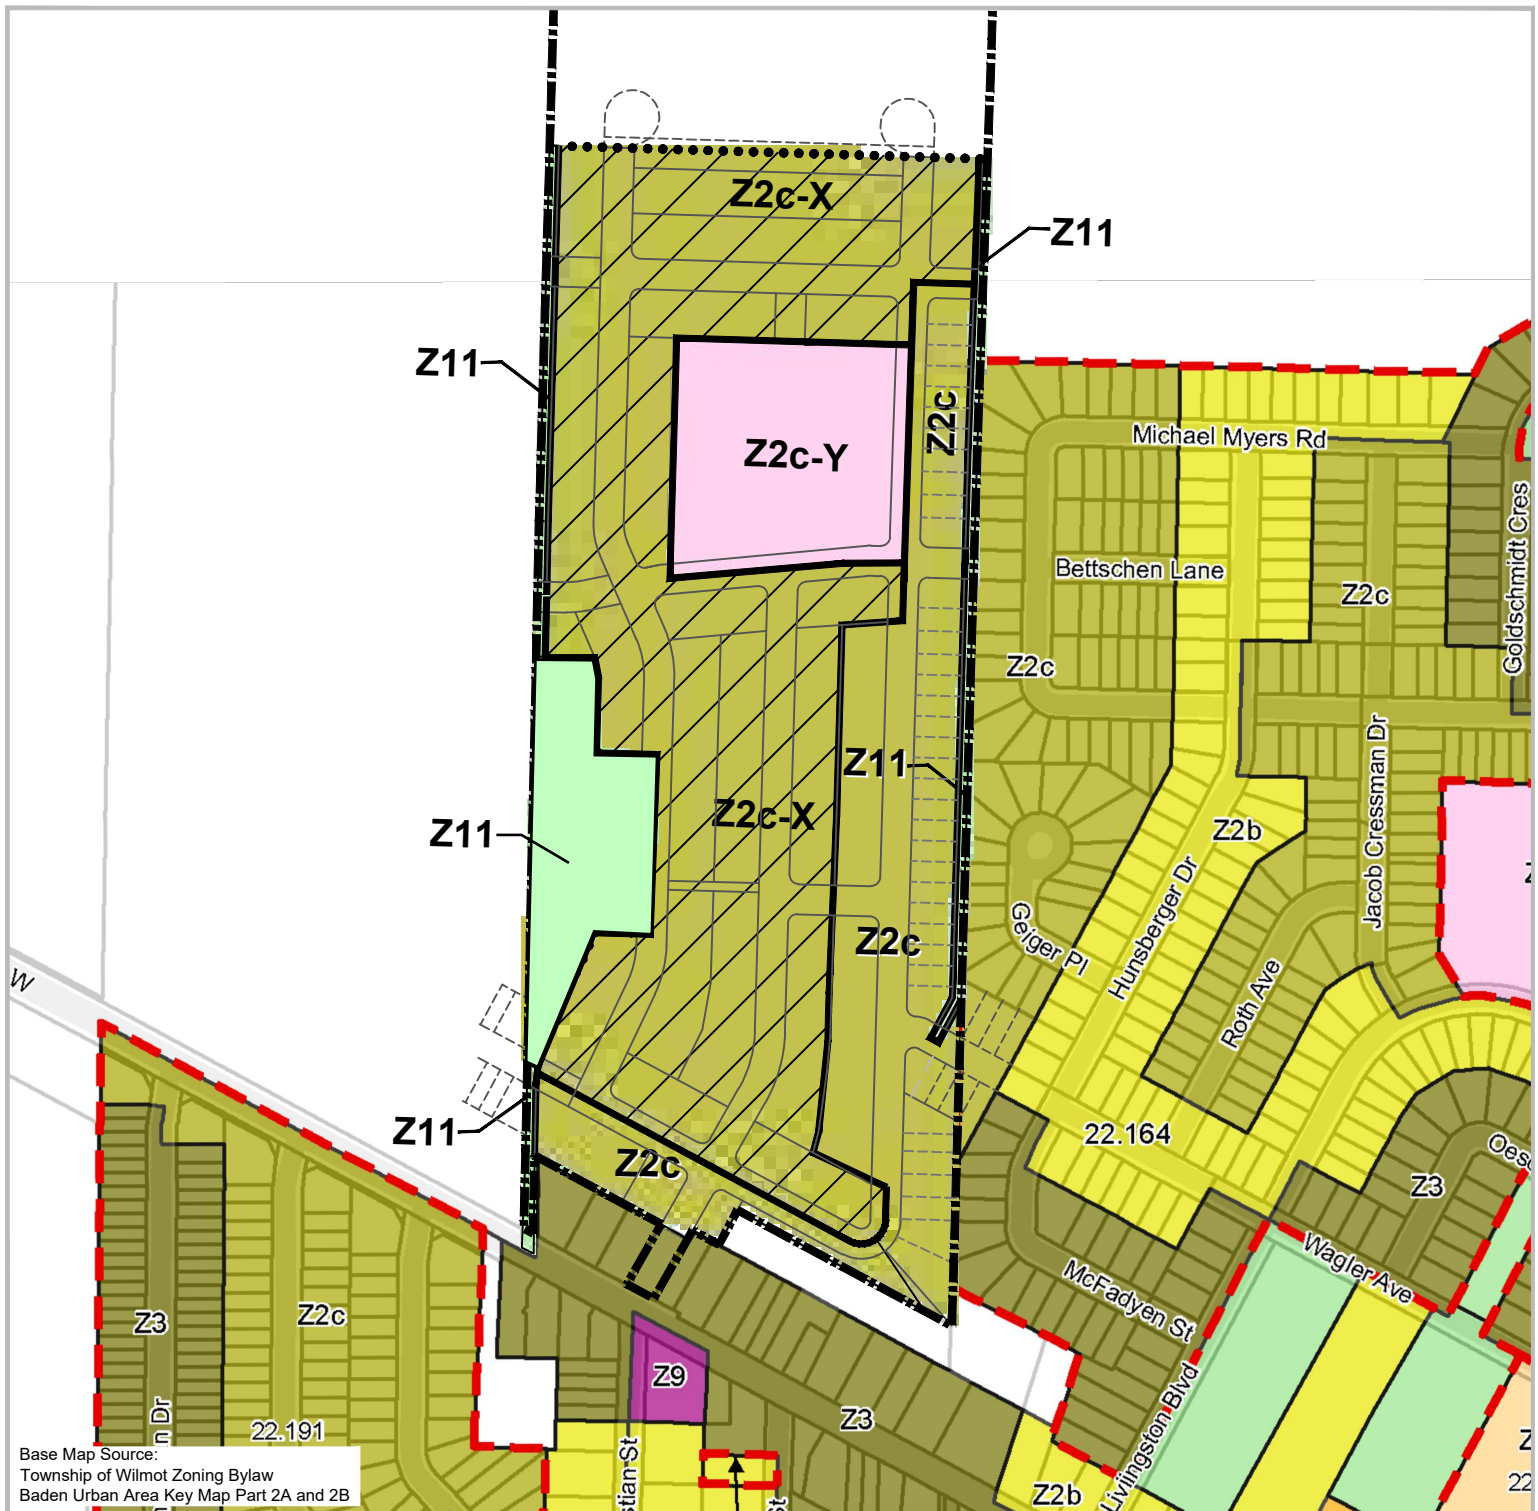 Z2c-X
Z11
Z11
Z2c
Michael Myers Rd
Z2c-Y
Goldschmidt Cres
Bettschen Lane
Z2c
Z2c
Z11
Jacob Cressman Dr
Z2c-X
Z2b
Z11
Z2c
Geiger Pl
Hunsberger Dr
W
Roth Ave
Z11
22.164
Z2c
Z3
Wagler Ave
McFadyen St
Z3
Z2c
Z9
Z3
Livingston Blvd
22.191
Z2b
Base Map Source:
Township of Wilmot Zoning Bylaw
Baden Urban Area Key Map Part 2A and 2B